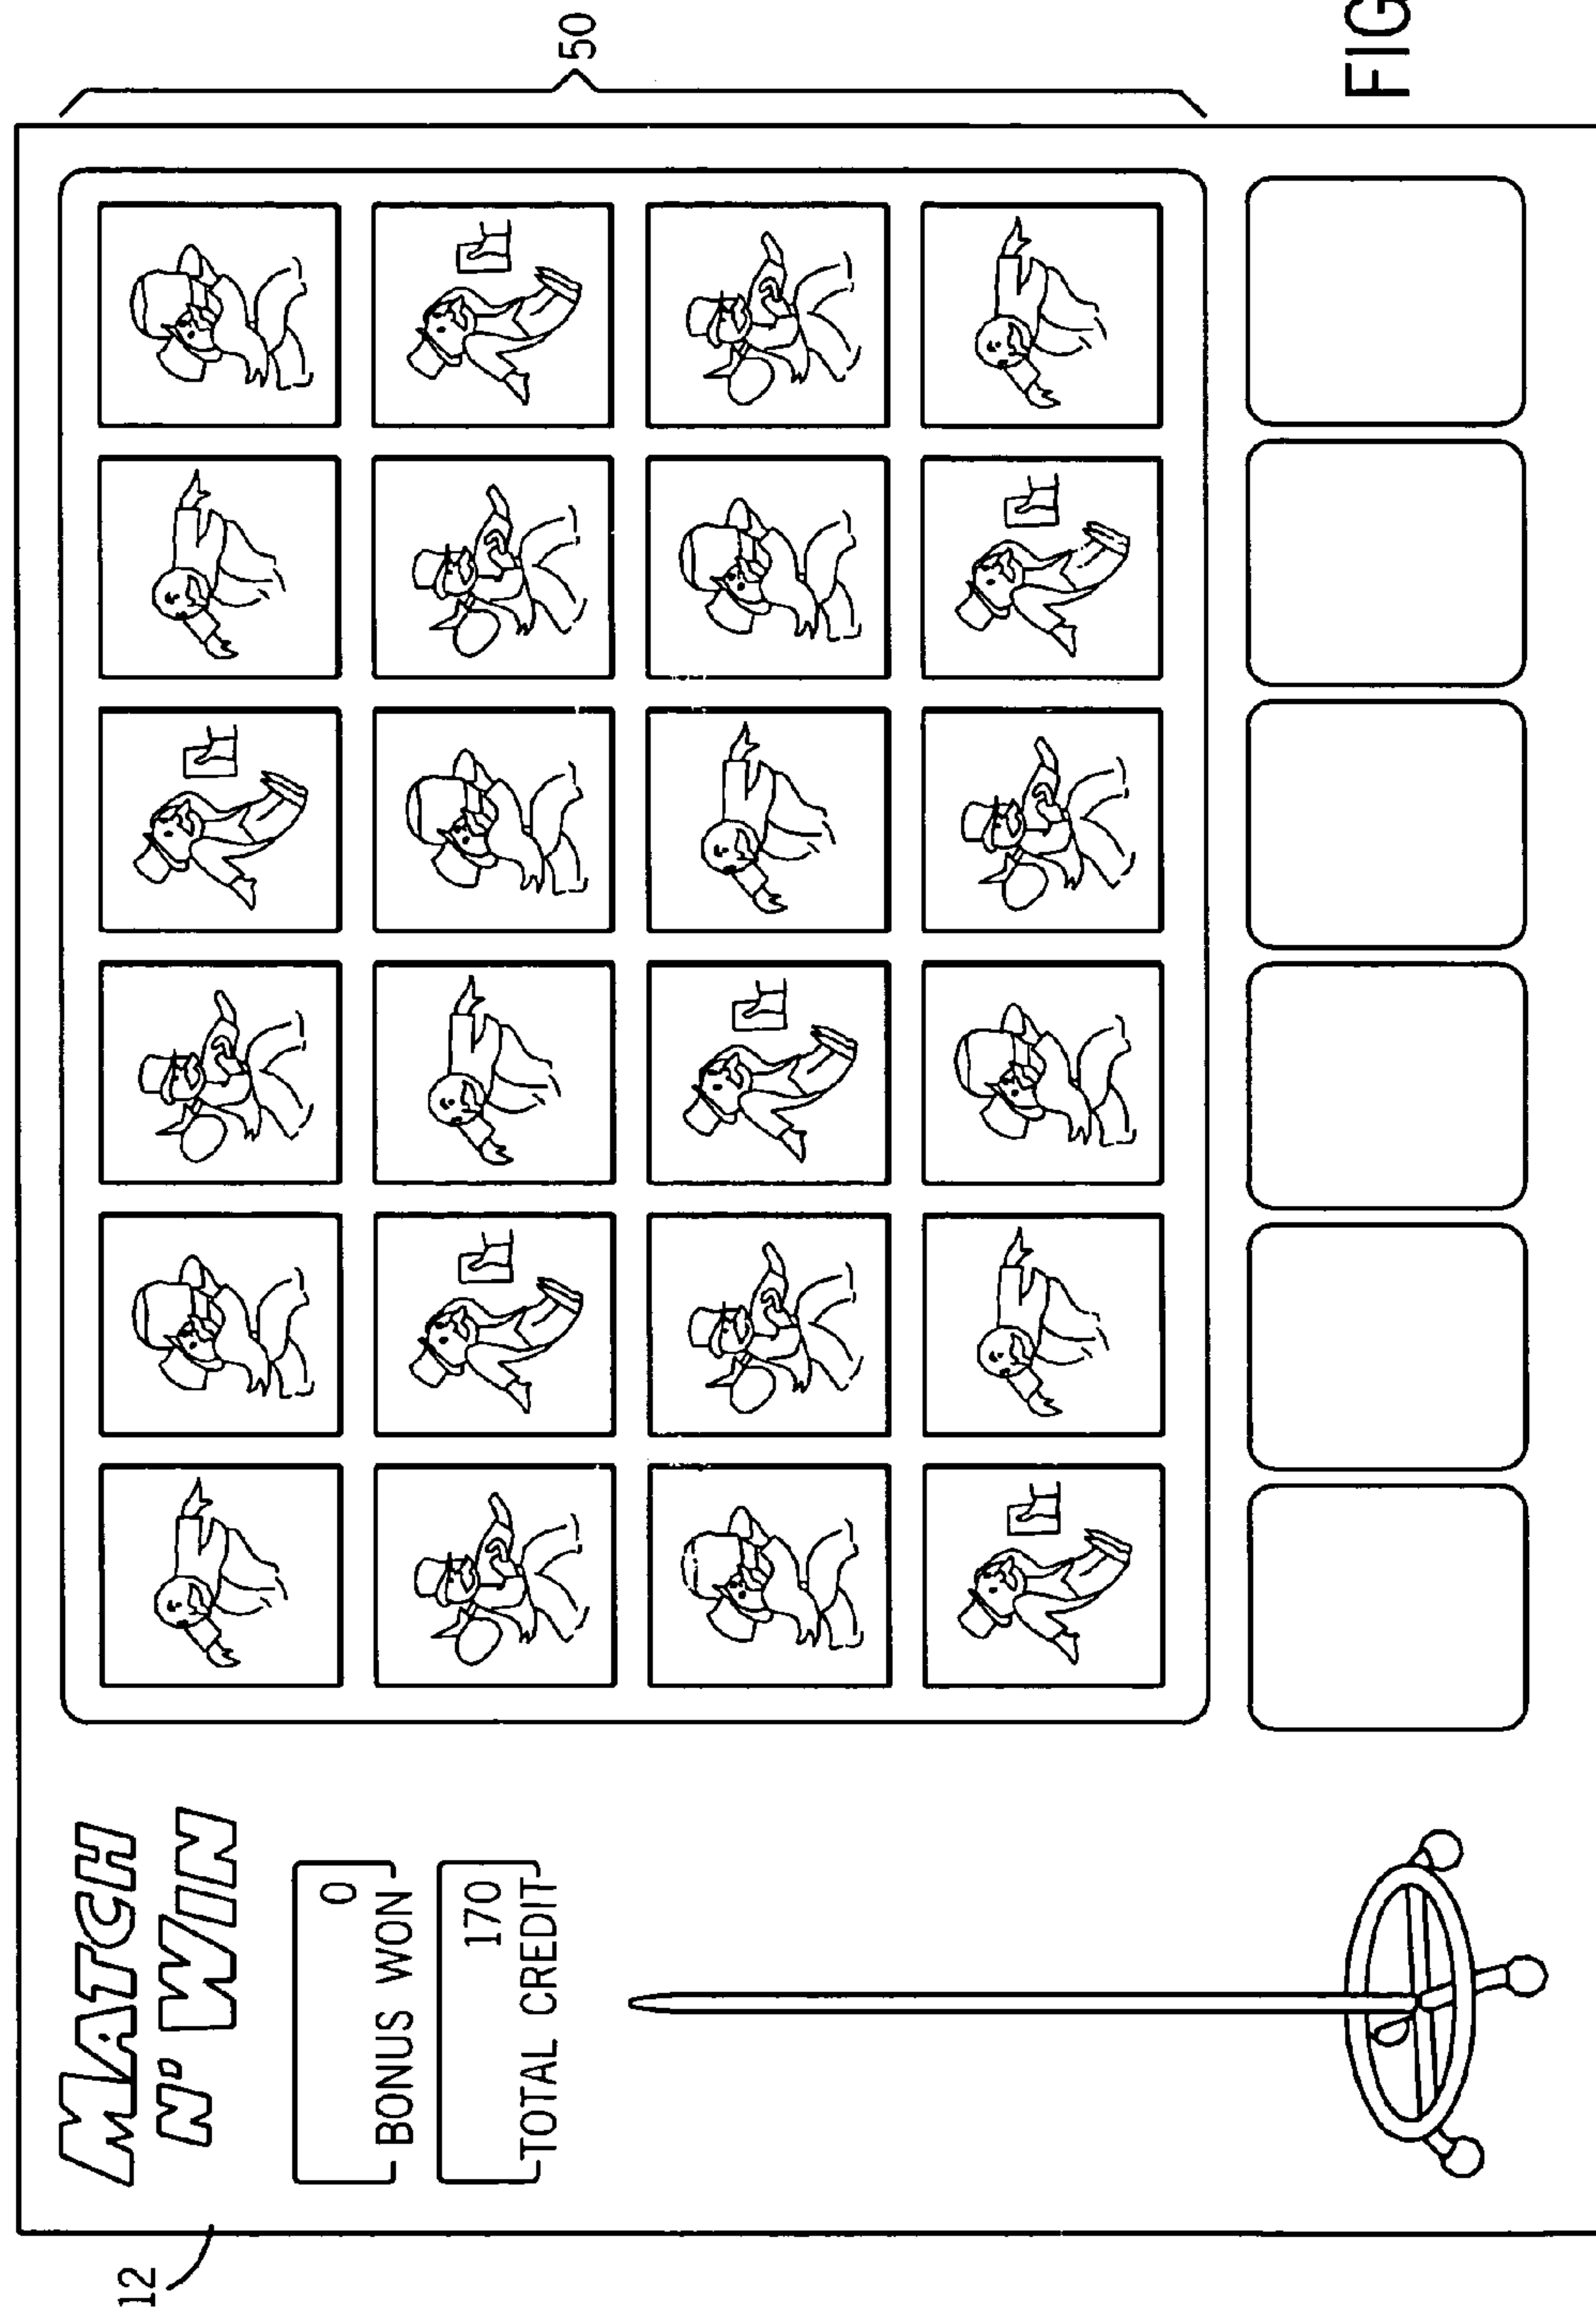 12
MATCH
N' WIN
0
BONUS WON
170
TOTAL CREDIT
50
FIG